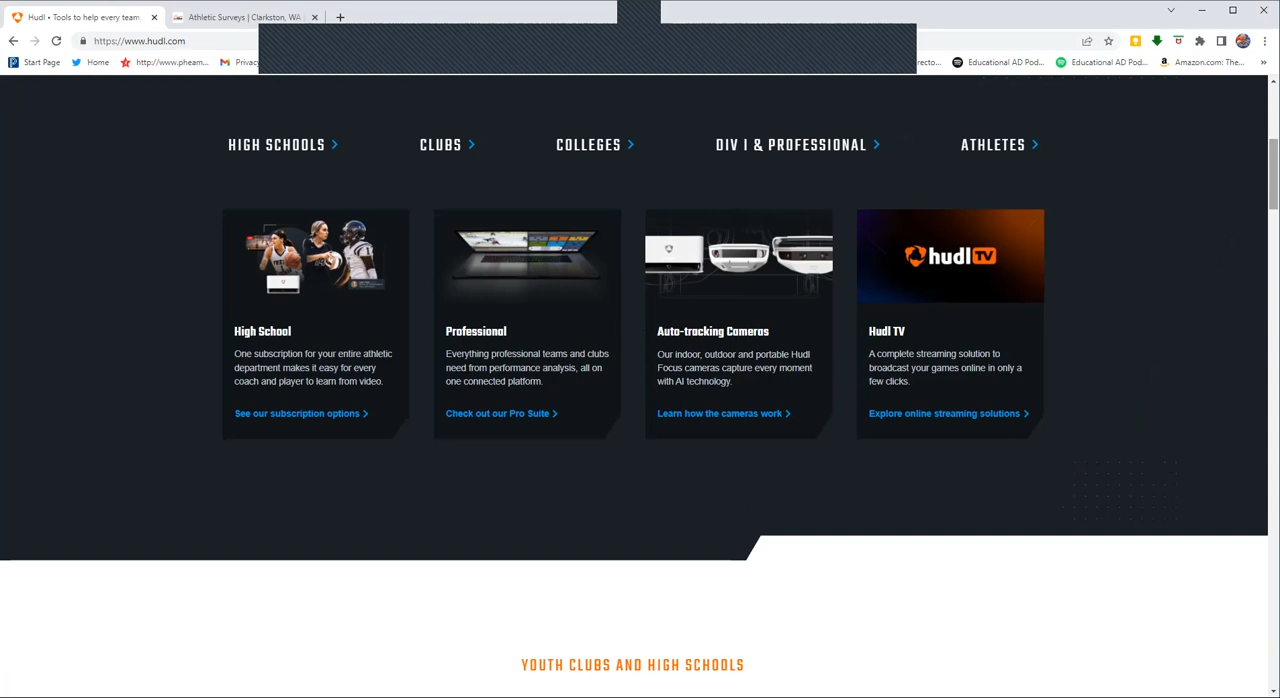 Hudl • Tools to help every team
Athletic Surveys | Clarkston, WA
https://www.hudl.com
Start Page
Home
http://www.pheam...
Privac
recto...
Educational AD Pod...
Educational AD Pod...
Amazon.com: The...
»
HIGH SCHOOLS
CLUBS
COLLEGES
DIV I & PROFESSIONAL
ATHLETES
hudl TV
High School
One subscription for your entire athletic
department makes it easy for every
coach and player to learn from video.
See our subscription options
Professional
Everything professional teams and clubs
need from performance analysis, all on
one connected platform.
Check out our Pro Suite
Auto-tracking Cameras
Our indoor, outdoor and portable Hudl
Focus cameras capture every moment
with AI technology.
Learn how the cameras work
Hudl TV
A complete streaming solution to
broadcast your games online in only a
few clicks.
Explore online streaming solutions
YOUTH CLUBS AND HIGH SCHOOLS